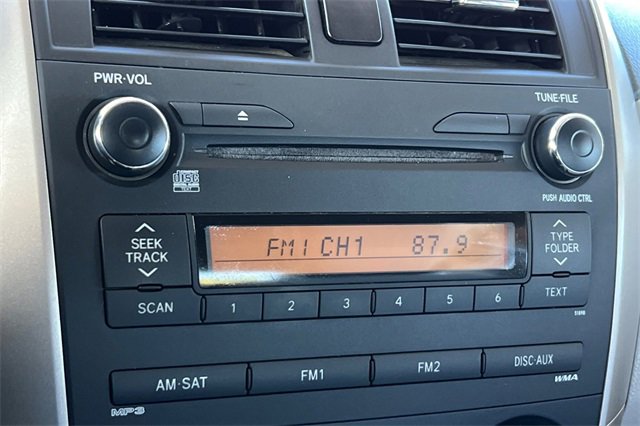 PWR·VOL
TUNE·FILE
disc
TEXT
PUSH AUDIO CTRL
SEEK
TRACK
FM1 CH1 87.9
TYPE
FOLDER
SCAN
1
2
3
4
5
6
TEXT
AM·SAT
FM1
FM2
DISC·AUX
MP3
WMA